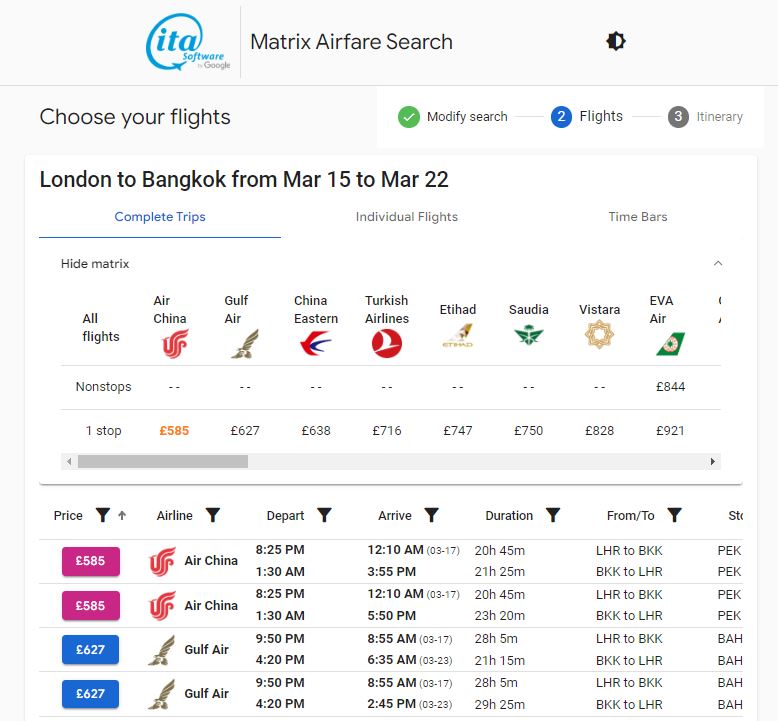 ita
Software
by Google
Matrix Airfare Search
Choose your flights
Modify search 2 Flights 3 Itinerary
London to Bangkok from Mar 15 to Mar 22
Complete Trips Individual Flights Time Bars
Hide matrix
All flights Air China Gulf Air China Eastern Turkish Airlines Etihad Saudia Vistara EVA Air
ETIHAD
Nonstops -- -- -- -- -- -- -- £844
1 stop £585 £627 £638 £716 £747 £750 £828 £921
Price Airline Depart Arrive Duration From/To Sto
£585 Air China 8:25 PM 12:10 AM (03-17) 20h 45m LHR to BKK PEK
1:30 AM 3:55 PM 21h 25m BKK to LHR PEK
£585 Air China 8:25 PM 12:10 AM (03-17) 20h 45m LHR to BKK PEK
1:30 AM 5:50 PM 23h 20m BKK to LHR PEK
£627 Gulf Air 9:50 PM 8:55 AM (03-17) 28h 5m LHR to BKK BAH
4:20 PM 6:35 AM (03-23) 21h 15m BKK to LHR BAH
£627 Gulf Air 9:50 PM 8:55 AM (03-17) 28h 5m LHR to BKK BAH
4:20 PM 2:45 PM (03-23) 29h 25m BKK to LHR BAH